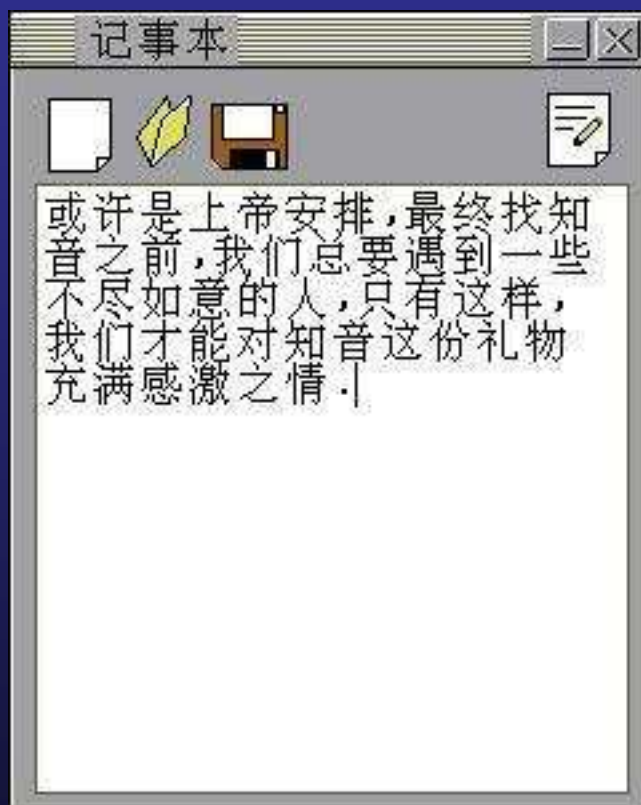 记事本
或许是上帝安排,最终找知
音之前,我们总要遇到一些
不尽如意的人,只有这样,
我们才能对知音这份礼物
充满感激之情.